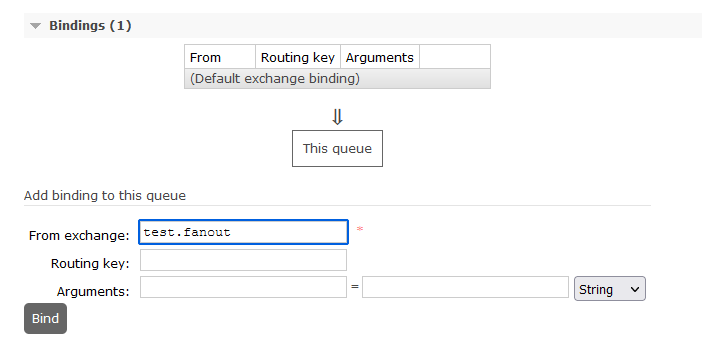 Bindings (1)
From Routing key Arguments
(Default exchange binding)
⇓
This queue
Add binding to this queue
From exchange: test.fanout *
Routing key:
Arguments: = String
Bind